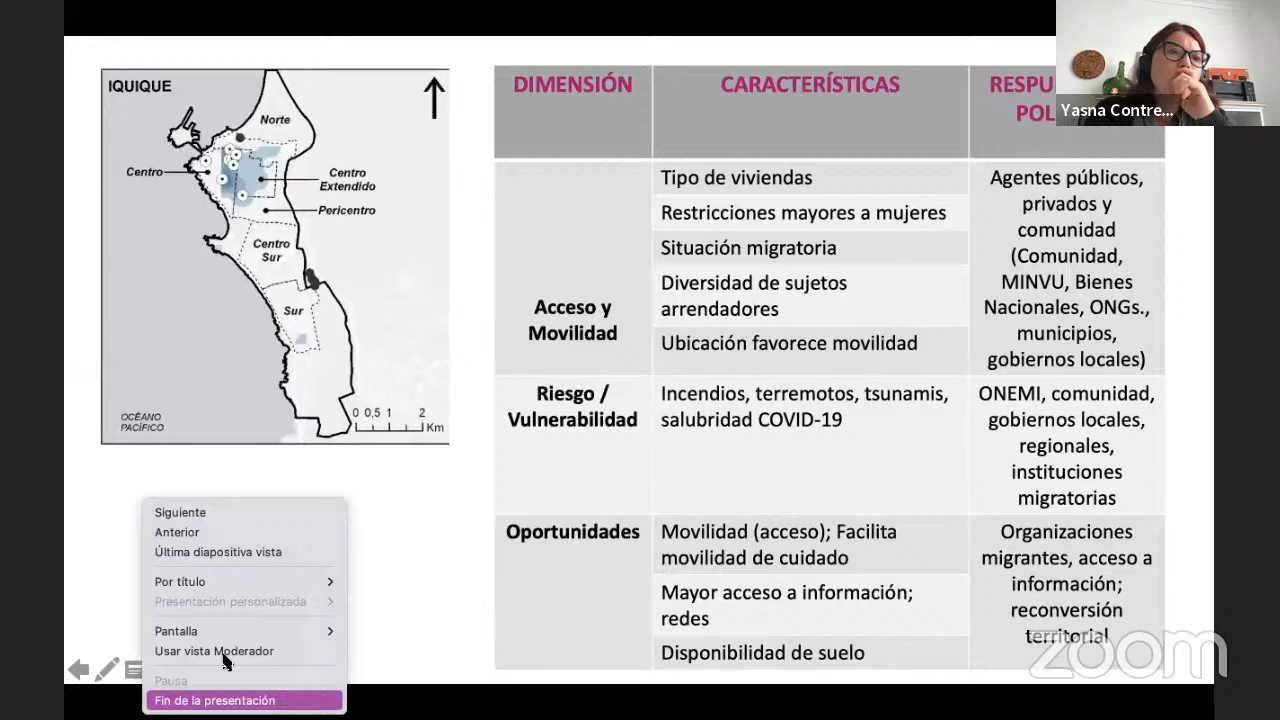 IQUIQUE
Norte
Centro
Centro
Extendido
Pericentro
Centro
Sur
Sur
OCÉANO
PACÍFICO
0 0,5 1 2
Km
DIMENSIÓN
CARACTERÍSTICAS
RESPU
POL
Acceso y
Movilidad
Tipo de viviendas
Restricciones mayores a mujeres
Situación migratoria
Diversidad de sujetos
arrendadores
Ubicación favorece movilidad
Agentes públicos,
privados y
comunidad
(Comunidad,
MINVU, Bienes
Nacionales, ONGs.,
municipios,
gobiernos locales)
Riesgo /
Vulnerabilidad
Incendios, terremotos, tsunamis,
salubridad COVID-19
ONEMI, comunidad,
gobiernos locales,
regionales,
instituciones
migratorias
Oportunidades
Movilidad (acceso); Facilita
movilidad de cuidado
Mayor acceso a información;
redes
Disponibilidad de suelo
Organizaciones
migrantes, acceso a
información;
reconversión
territorial
Yasna Contre...
Siguiente
Anterior
Última diapositiva vista
Por título
Presentación personalizada
Pantalla
Usar vista Moderador
Pausa
Fin de la presentación
zoom